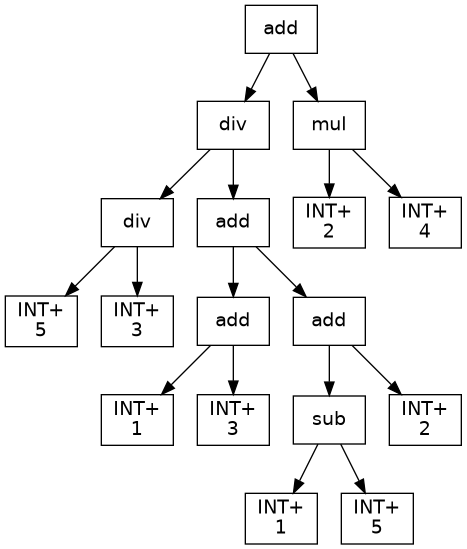 add
div
mul
div
add
INT+
2
INT+
4
INT+
5
INT+
3
add
add
INT+
1
INT+
3
sub
INT+
2
INT+
1
INT+
5